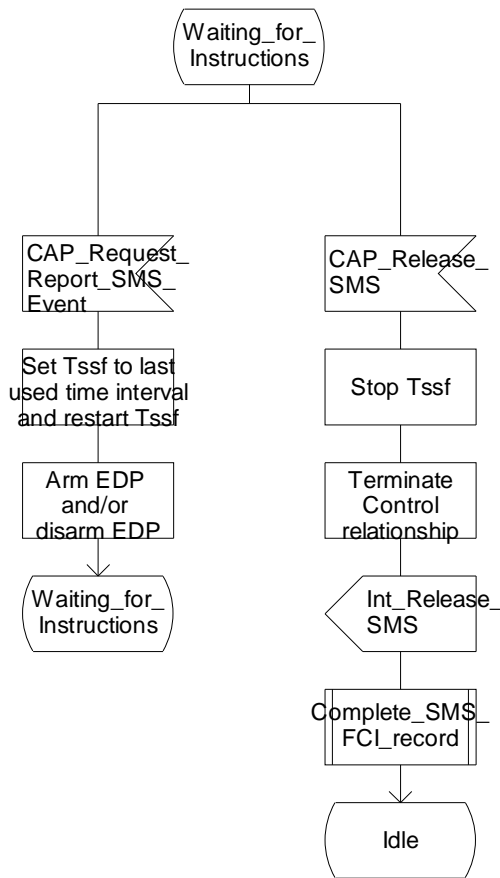 Waiting_for_
Instructions
CAP_Request_
Report_SMS_
Event
Set Tssf to last
used time interval
and restart Tssf
Arm EDP
and/or
disarm EDP
Waiting_for_
Instructions
CAP_Release_
SMS
Stop Tssf
Terminate
Control
relationship
Int_Release_
SMS
Complete_SMS_
FCI_record
Idle